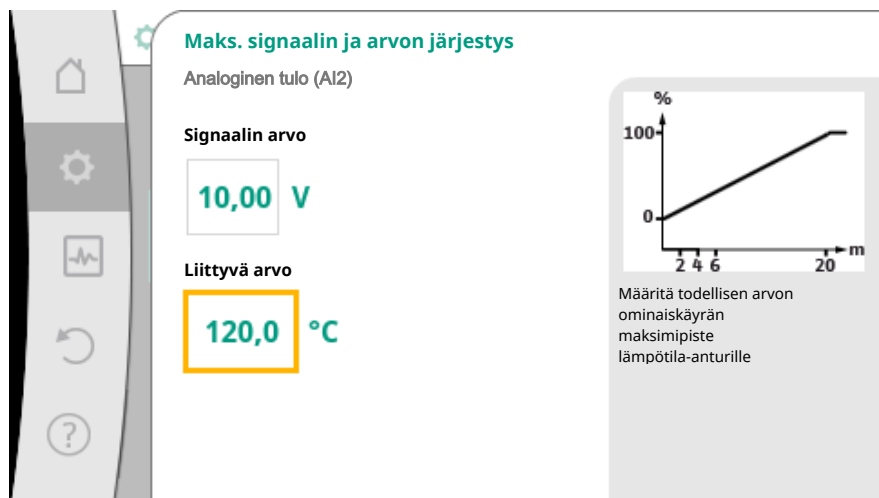 Maks. signaalin ja arvon järjestys
Analoginen tulo (AI2)
Signaalin arvo
10,00 V
Liittyvä arvo
120,0 °C
%
100
0
2 4 6 20
m
Määritä todellisen arvon
ominaiskäyrän
maksimipiste
lämpötila-anturille
?